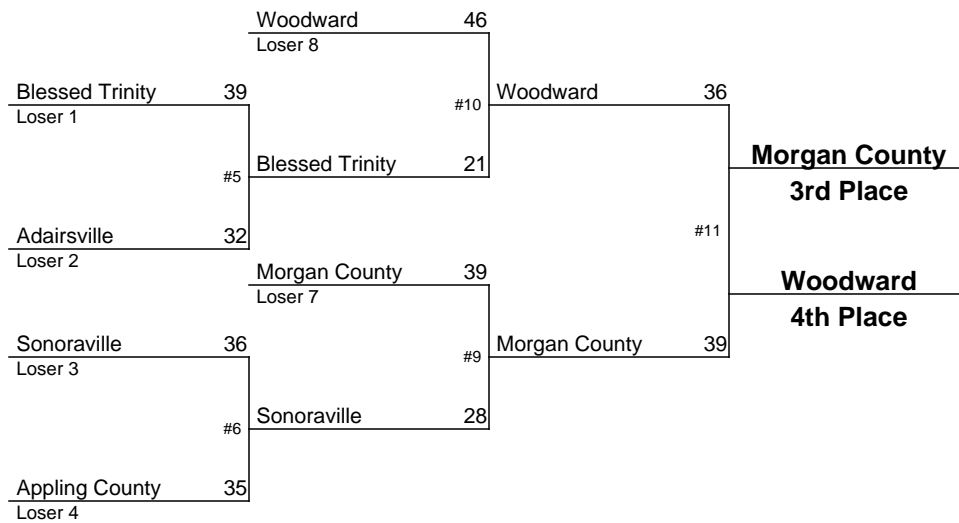 Woodward 46
Loser 8
Blessed Trinity 39
Loser 1
#10
Woodward 36
Morgan County
3rd Place
#5
Blessed Trinity 21
Adairsville 32
Loser 2
#11
Morgan County 39
Loser 7
Woodward
4th Place
Sonoraville 36
Loser 3
#9
Morgan County 39
#6
Sonoraville 28
Appling County 35
Loser 4